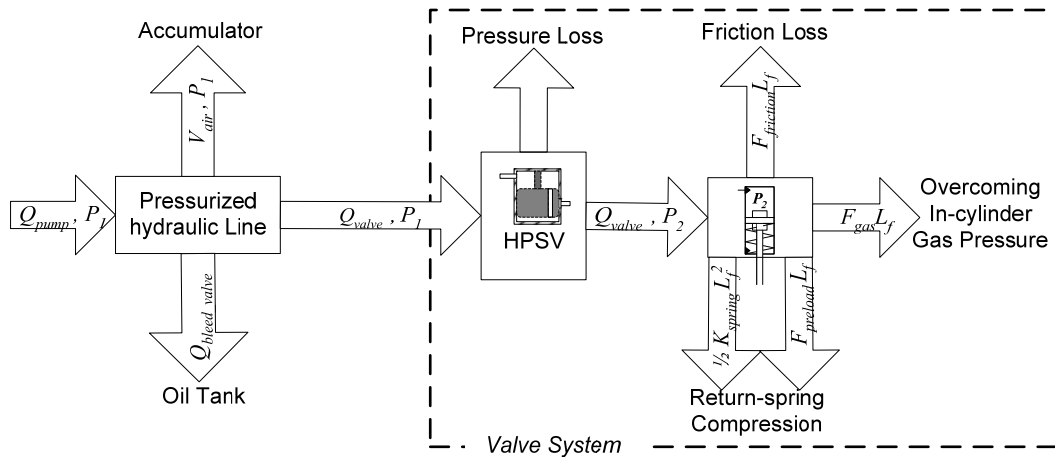 Accumulator
Pressure Loss
Friction Loss
V_air , P_1
F_friction L_f
Pressurized
hydraulic Line
Q_pump , P_1
Q_valve , P_1
HPSV
Q_valve , P_2
P_2
F_gas L_f
Overcoming
In-cylinder
Gas Pressure
Q_bleed valve
½ K_spring L_f^2
F_preload L_f
Oil Tank
Return-spring
Compression
Valve System